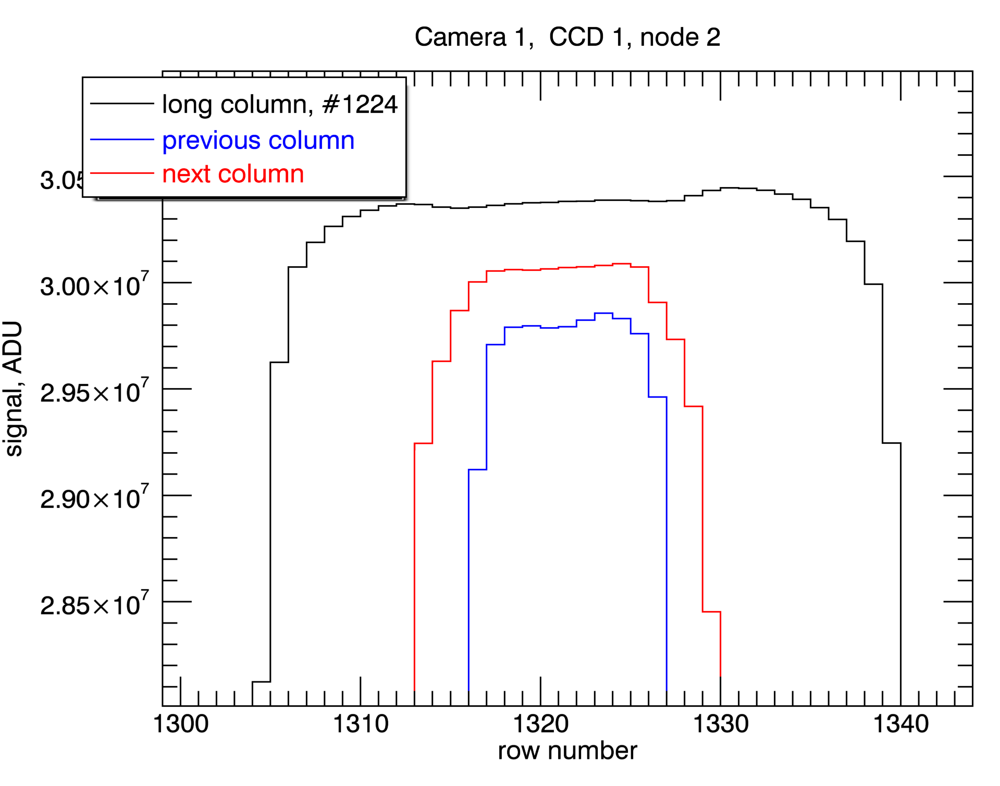 Camera 1,  CCD 1, node 2
long column, #1224
previous column
next column
3.05
3.00×10⁷
2.95×10⁷
2.90×10⁷
2.85×10⁷
signal, ADU
1300 1310 1320 1330 1340
row number